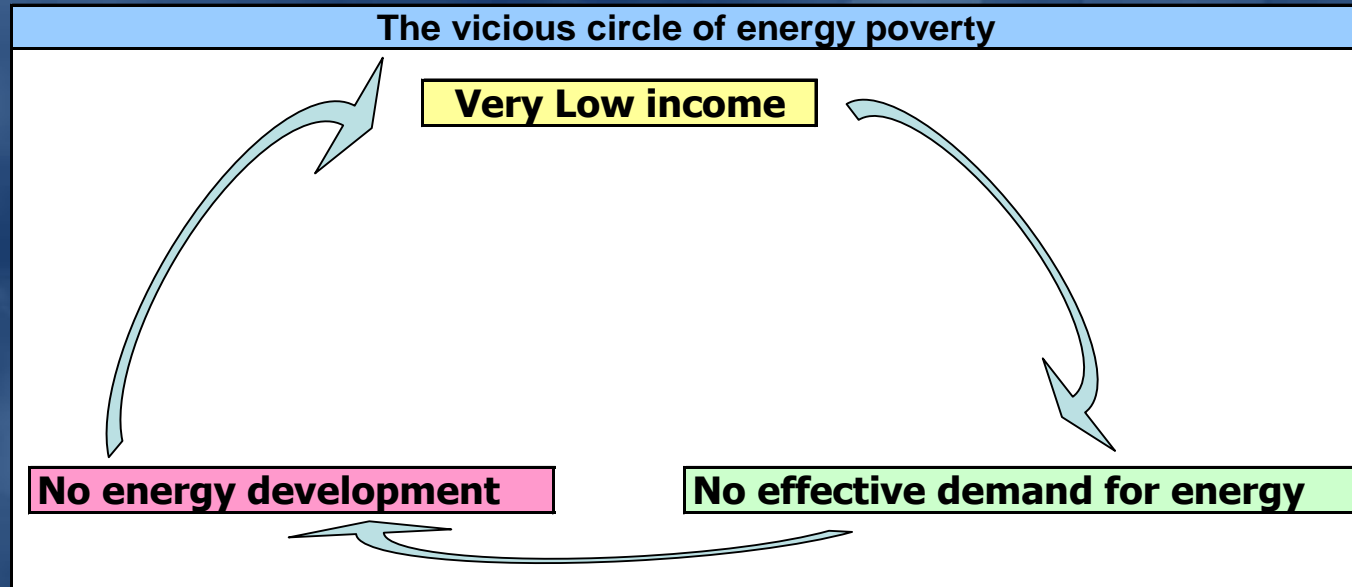 The vicious circle of energy poverty
Very Low income
No energy development
No effective demand for energy